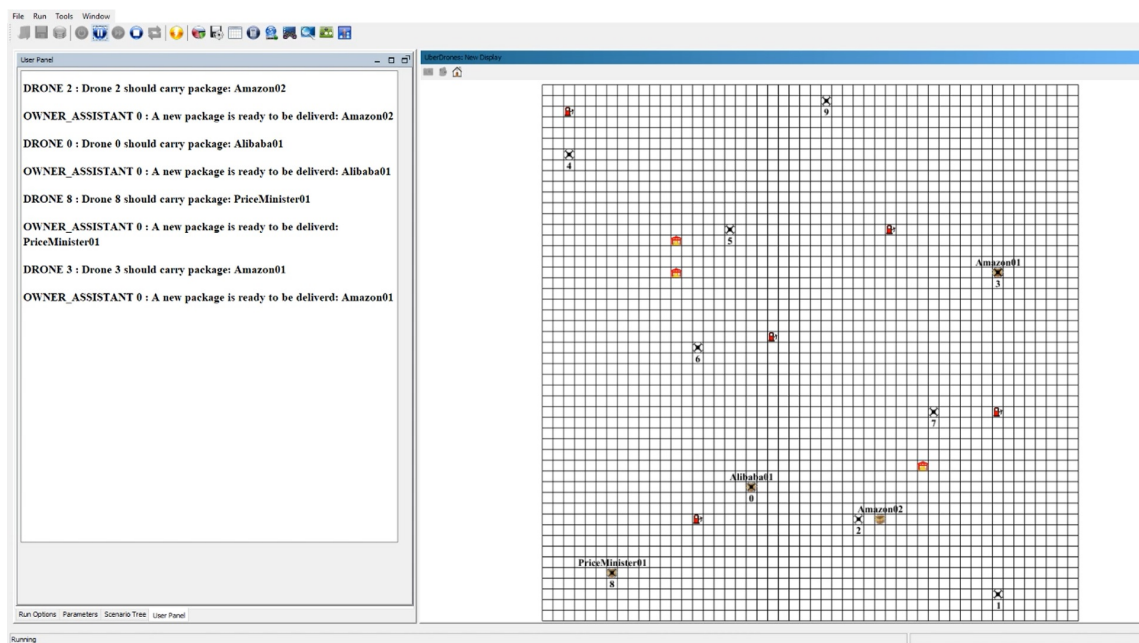 File Run Tools Window
User Panel
DRONE 2 : Drone 2 should carry package: Amazon02
OWNER_ASSISTANT 0 : A new package is ready to be deliverd: Amazon02
DRONE 0 : Drone 0 should carry package: Alibaba01
OWNER_ASSISTANT 0 : A new package is ready to be deliverd: Alibaba01
DRONE 8 : Drone 8 should carry package: PriceMinister01
OWNER_ASSISTANT 0 : A new package is ready to be deliverd:
PriceMinister01
DRONE 3 : Drone 3 should carry package: Amazon01
OWNER_ASSISTANT 0 : A new package is ready to be deliverd: Amazon01
Run Options Parameters Scenario Tree User Panel
Running
UberDrones: New Display
9
4
5
Amazon01
3
6
7
Alibaba01
0
Amazon02
2
PriceMinister01
8
1